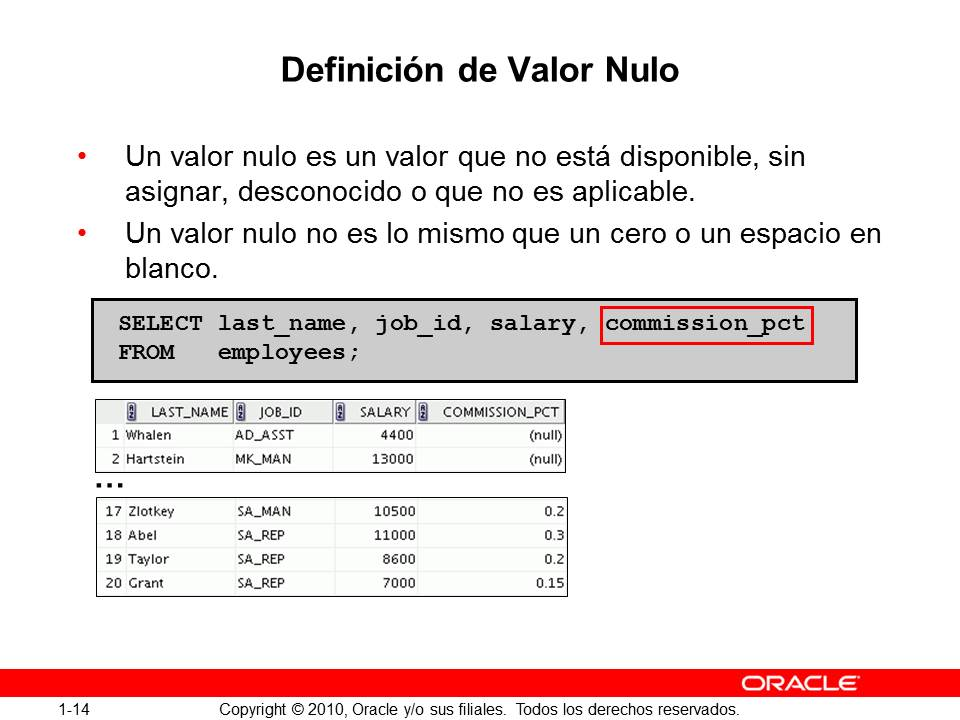 Definición de Valor Nulo
• Un valor nulo es un valor que no está disponible, sin
asignar, desconocido o que no es aplicable.
• Un valor nulo no es lo mismo que un cero o un espacio en
blanco.
SELECT last_name, job_id, salary, commission_pct
FROM   employees;
LAST_NAME JOB_ID SALARY COMMISSION_PCT
1 Whalen AD_ASST 4400 (null)
2 Hartstein MK_MAN 13000 (null)
...
17 Zlotkey SA_MAN 10500 0.2
18 Abel SA_REP 11000 0.3
19 Taylor SA_REP 8600 0.2
20 Grant SA_REP 7000 0.15
ORACLE
1-14 Copyright © 2010, Oracle y/o sus filiales. Todos los derechos reservados.